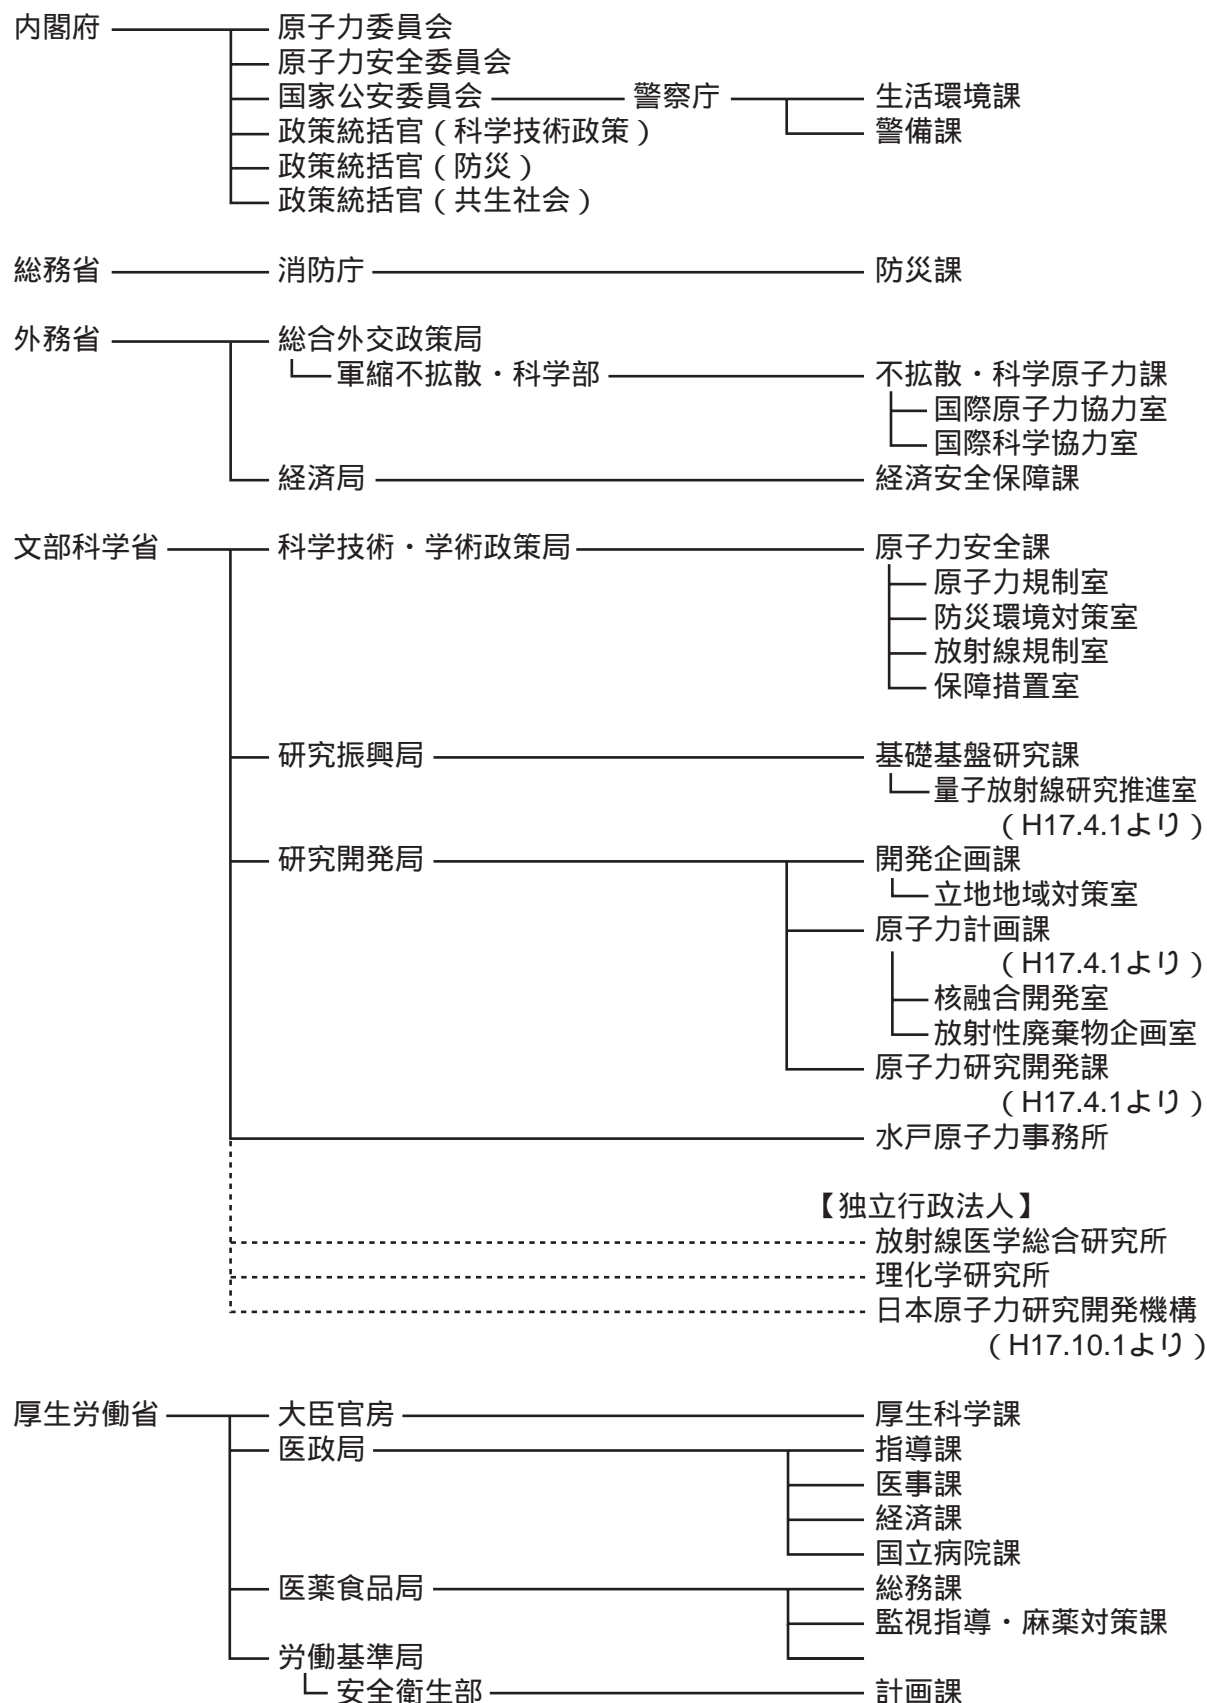 内閣府 原子力委員会
原子力安全委員会
国家公安委員会 警察庁 生活環境課
政策統括官（科学技術政策） 警備課
政策統括官（防災）
政策統括官（共生社会）
総務省 消防庁 防災課
外務省 総合外交政策局
軍縮不拡散・科学部 不拡散・科学原子力課
国際原子力協力室
国際科学協力室
経済局 経済安全保障課
文部科学省 科学技術・学術政策局 原子力安全課
原子力規制室
防災環境対策室
放射線規制室
保障措置室
研究振興局 基礎基盤研究課
量子放射線研究推進室
（H17.4.1より）
研究開発局 開発企画課
立地地域対策室
原子力計画課
（H17.4.1より）
核融合開発室
放射性廃棄物企画室
原子力研究開発課
（H17.4.1より）
水戸原子力事務所
【独立行政法人】
放射線医学総合研究所
理化学研究所
日本原子力研究開発機構
（H17.10.1より）
厚生労働省 大臣官房 厚生科学課
医政局 指導課
医事課
経済課
国立病院課
医薬食品局 総務課
監視指導・麻薬対策課
労働基準局
安全衛生部 計画課